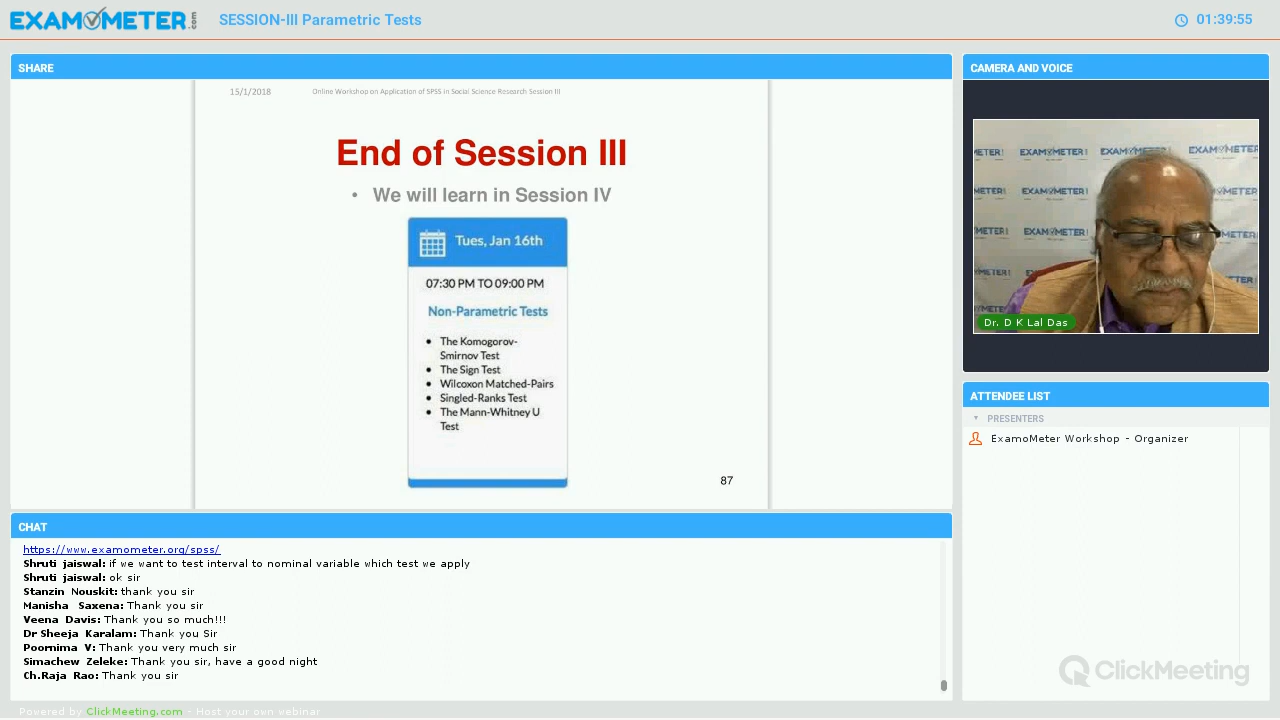 EXAMOMETER.com
SESSION-III Parametric Tests
01:39:55
SHARE
15/1/2018 Online Workshop on Application of SPSS in Social Science Research Session III
End of Session III
• We will learn in Session IV
Tues, Jan 16th
07:30 PM TO 09:00 PM
Non-Parametric Tests
• The Komogorov-
Smirnov Test
• The Sign Test
• Wilcoxon Matched-Pairs
• Singled-Ranks Test
• The Mann-Whitney U
Test
87
CHAT
https://www.examometer.org/spss/
Shruti jaiswal: if we want to test interval to nominal variable which test we apply
Shruti jaiswal: ok sir
Stanzin Nouskit: thank you sir
Manisha Saxena: Thank you sir
Veena Davis: Thank you so much!!!
Dr Sheeja Karalam: Thank you Sir
Poornima V: Thank you very much sir
Simachew Zeleke: Thank you sir, have a good night
Ch.Raja Rao: Thank you sir
Powered by ClickMeeting.com - Host your own webinar
CAMERA AND VOICE
Dr. D K Lal Das
ATTENDEE LIST
PRESENTERS
ExamoMeter Workshop - Organizer
ClickMeeting